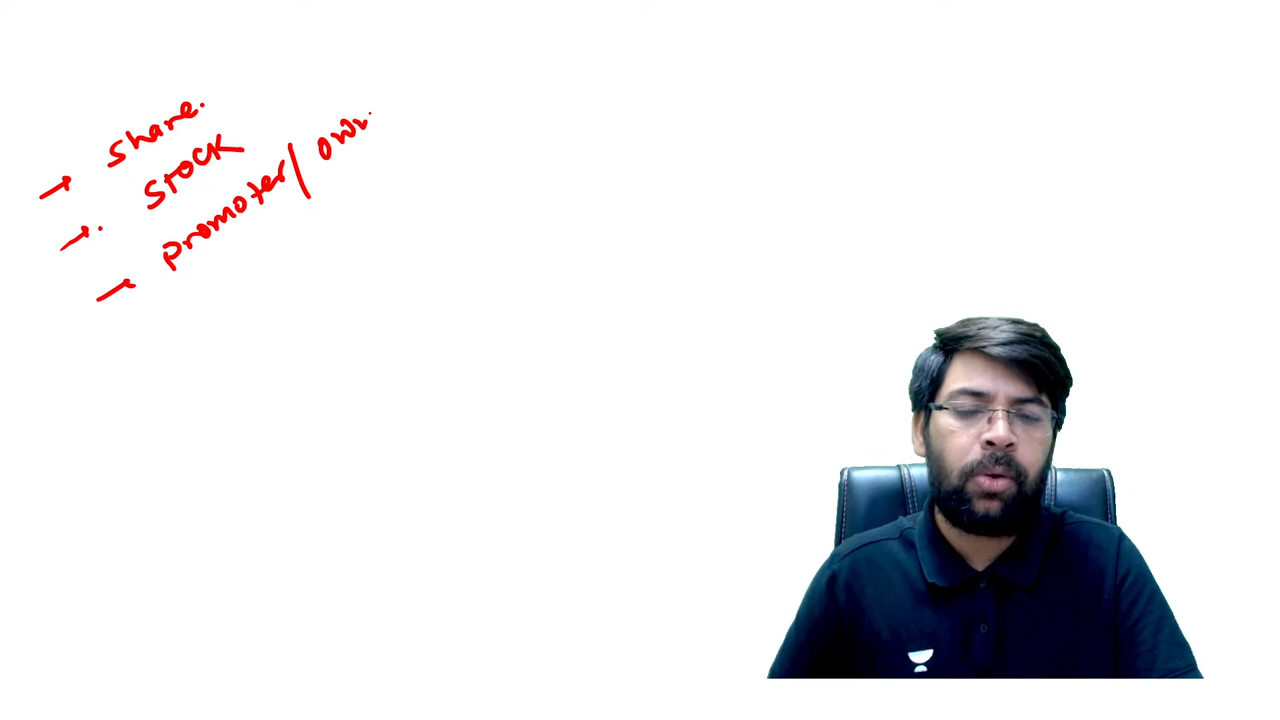 → Share.
→. STOCK
→ promoter/